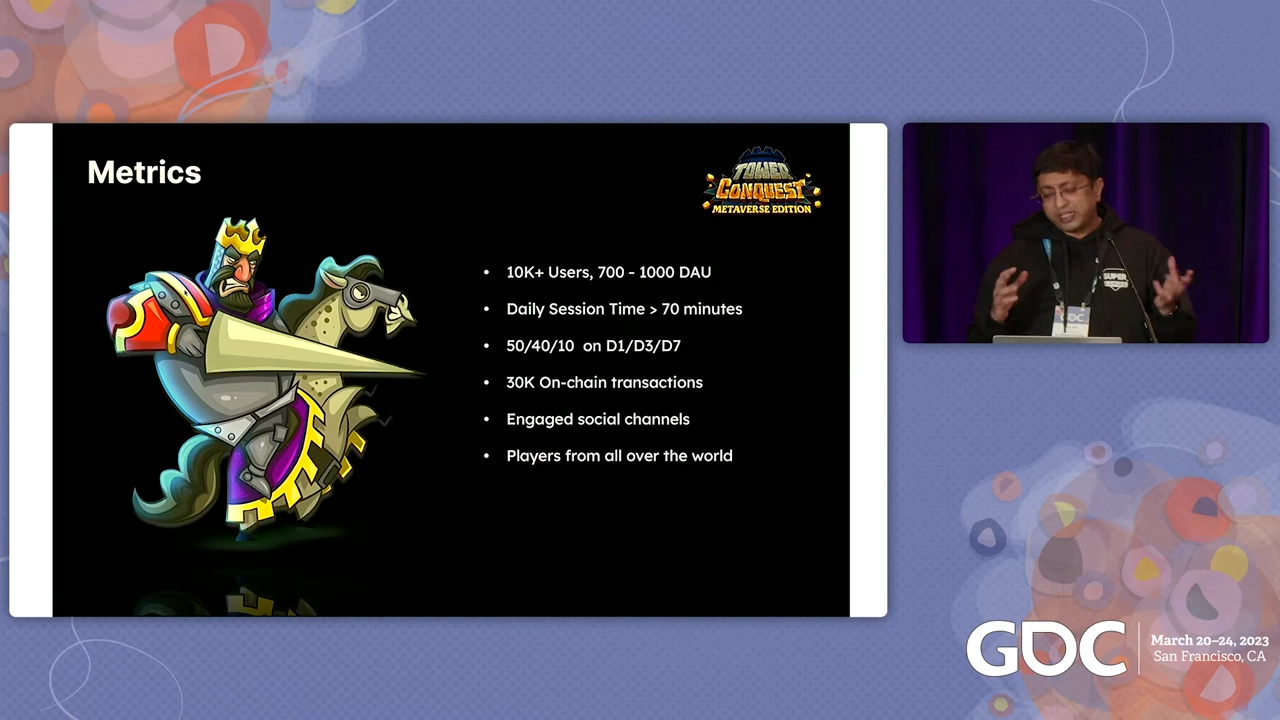 Metrics
TOWER
CONQUEST
METAVERSE EDITION
• 10K+ Users, 700 - 1000 DAU
• Daily Session Time > 70 minutes
• 50/40/10 on D1/D3/D7
• 30K On-chain transactions
• Engaged social channels
• Players from all over the world
SUPER
GDC
GDC
March 20–24, 2023
San Francisco, CA